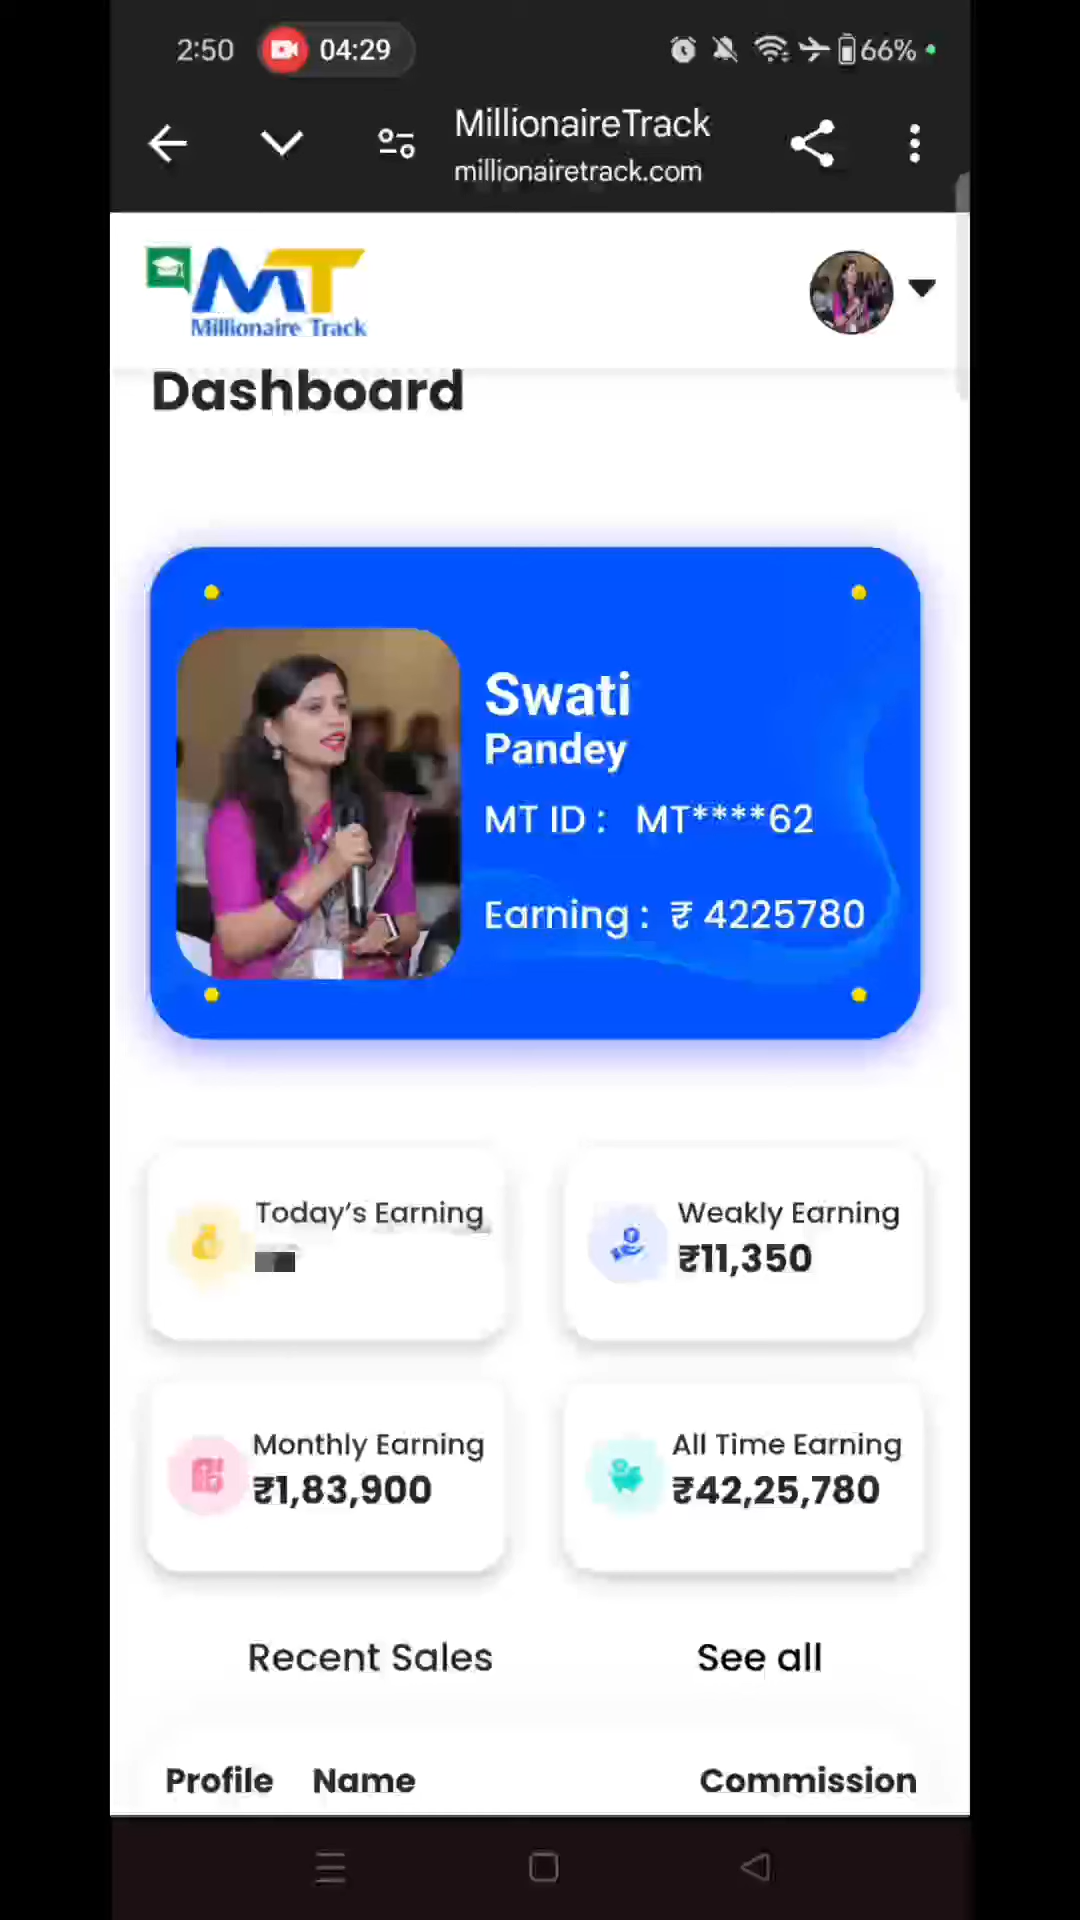 2:50 04:29 66%
MillionaireTrack
millionairetrack.com
MT
Millionaire Track
Dashboard
Swati
Pandey
MT ID : MT****62
Earning : ₹ 4225780
Today's Earning
Weakly Earning
₹11,350
Monthly Earning
₹1,83,900
All Time Earning
₹42,25,780
Recent Sales See all
Profile Name Commission